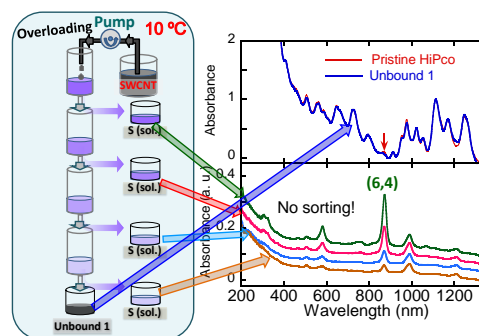 Overloading
Pump
10 ºC
SWCNT
S (sol.)
S (sol.)
S (sol.)
S (sol.)
Unbound 1
2
1
0
Absorbance
Pristine HiPco
Unbound 1
0.4
0.2
0
Absorbance (a. u.)
(6,4)
No sorting!
200 400 600 800 1000 1200
Wavelength (nm)